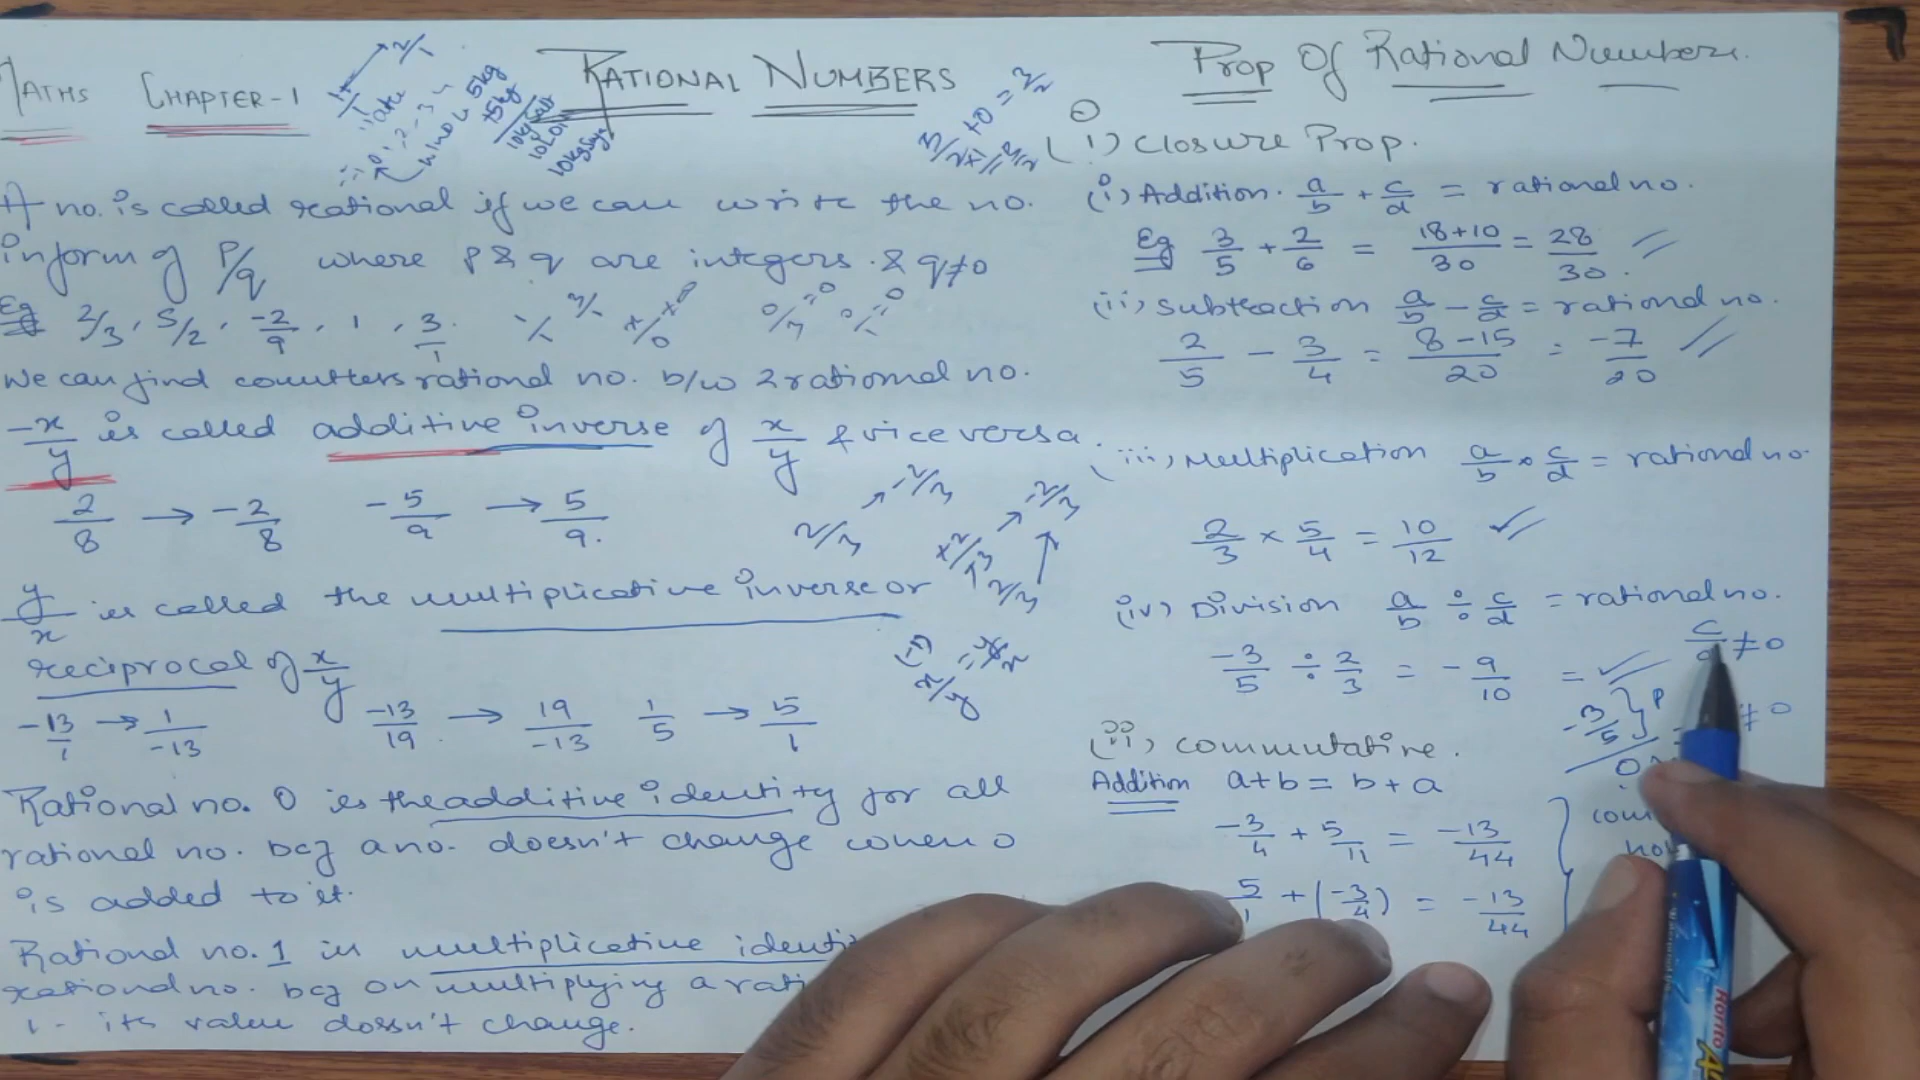 MATHS CHAPTER-1
RATIONAL NUMBERS
A no. is called rational if we can write the no.
in form of P/q where p & q are integers. & q≠0
Eg 2/3, 5/2, -2/9, 1, 3/1
We can find countless rational no. b/w 2 rational no.
-x/y is called additive inverse of x/y & vice versa.
2/8 → -2/8 -5/9 → 5/9.
y/x is called the multiplicative inverse or
reciprocal of x/y
-13/1 → 1/-13 -13/19 → 19/-13 1/5 → 5/1
Rational no. 0 is the additive identity for all
rational no. bcz a no. doesn't change when 0
is added to it.
Rational no. 1 is multiplicative
rational no. bcz on multiplying a
1. its value doesn't change.
Prop Of Rational Numbers.
(i) Closure Prop.
(i) Addition. a/b + c/d = rational no.
Eg 3/5 + 2/6 = 18+10/30 = 28/30.
(ii) Subtraction a/b - c/d = rational no.
2/5 - 3/4 = 8-15/20 = -7/20
(iii) Multiplication a/b × c/d = rational no.
2/3 × 5/4 = 10/12
(iv) Division a/b ÷ c/d = rational no.
≠0
-3/5 ÷ 2/3 = -9/10 =
-3/5 } P
≠0
(ii) commutative.
Addition a+b = b+a
-3/4 + 5/11 = -13/44
+ (-3/4) = -13/44